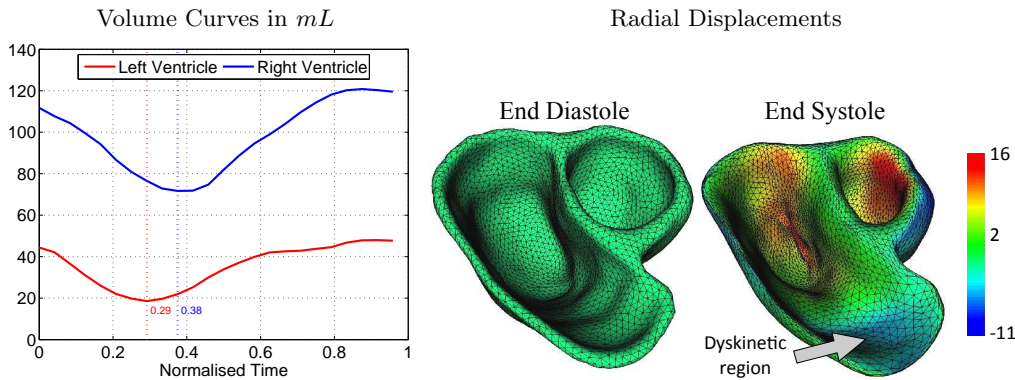 Volume Curves in mL
Radial Displacements
140
120
100
80
60
40
20
0
Left Ventricle
Right Ventricle
0.29
0.38
0
0.2
0.4
0.6
0.8
1
Normalised Time
End Diastole
End Systole
Dyskinetic
region
16
2
-11